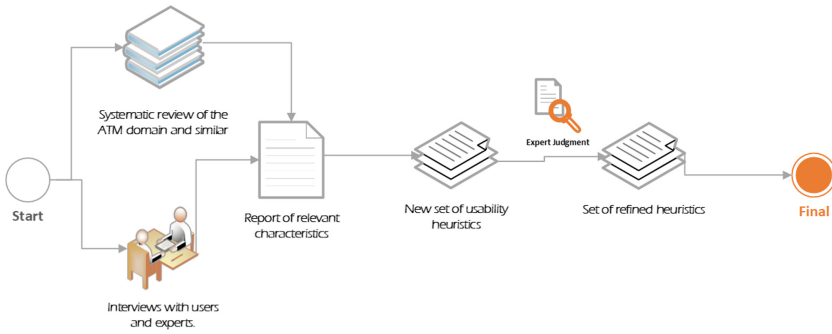 Systematic review of the
ATM domain and similar
Expert Judgment
Start
Report of relevant
characteristics
New set of usability
heuristics
Set of refined heuristics
Final
Interviews with users
and experts.